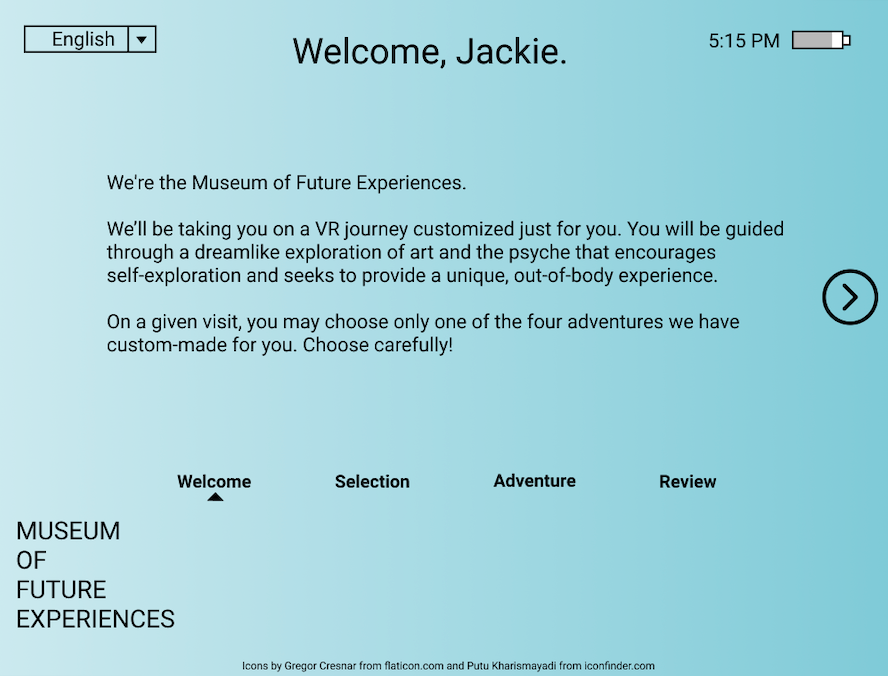 English
Welcome, Jackie.
5:15 PM
We're the Museum of Future Experiences.
We’ll be taking you on a VR journey customized just for you. You will be guided
through a dreamlike exploration of art and the psyche that encourages
self-exploration and seeks to provide a unique, out-of-body experience.
On a given visit, you may choose only one of the four adventures we have
custom-made for you. Choose carefully!
Welcome
Selection
Adventure
Review
MUSEUM
OF
FUTURE
EXPERIENCES
Icons by Gregor Cresnar from flaticon.com and Putu Kharismayadi from iconfinder.com